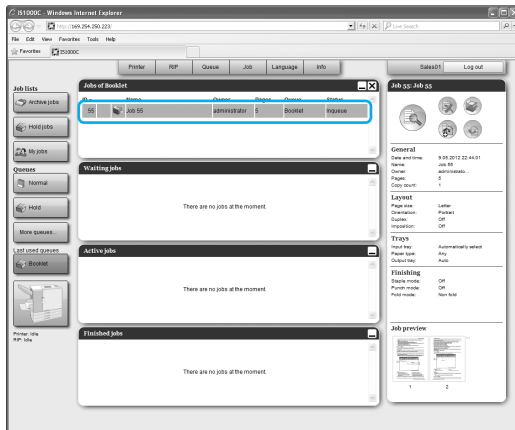 IS1000C - Windows Internet Explorer
http://169.254.250.223/
Live Search
File Edit View Favorites Tools Help
Favorites IS1000C
Printer RIP Queue Job Language Info
Sales01 Log out
Job lists
Archive jobs
Hold jobs
My jobs
Queues
Normal
Hold
More queues...
Last used queues
Booklet
Printer: Idle
RIP: Idle
Jobs of Booklet
ID Name Owner Pages Queue Status
55 Job 55 administrator 5 Booklet inqueue
Waiting jobs
There are no jobs at the moment.
Active jobs
There are no jobs at the moment.
Finished jobs
There are no jobs at the moment.
Job 55: Job 55
General
Date and time: 9.05.2012 22:44:01
Name: Job 55
Owner: administrato...
Pages: 5
Copy count: 1
Layout
Page size: Letter
Orientation: Portrait
Duplex: Off
Imposition: Off
Trays
Input tray: Automatically select
Paper type: Any
Output tray: Auto
Finishing
Staple mode: Off
Punch mode: Off
Fold mode: Non fold
Job preview
1 2